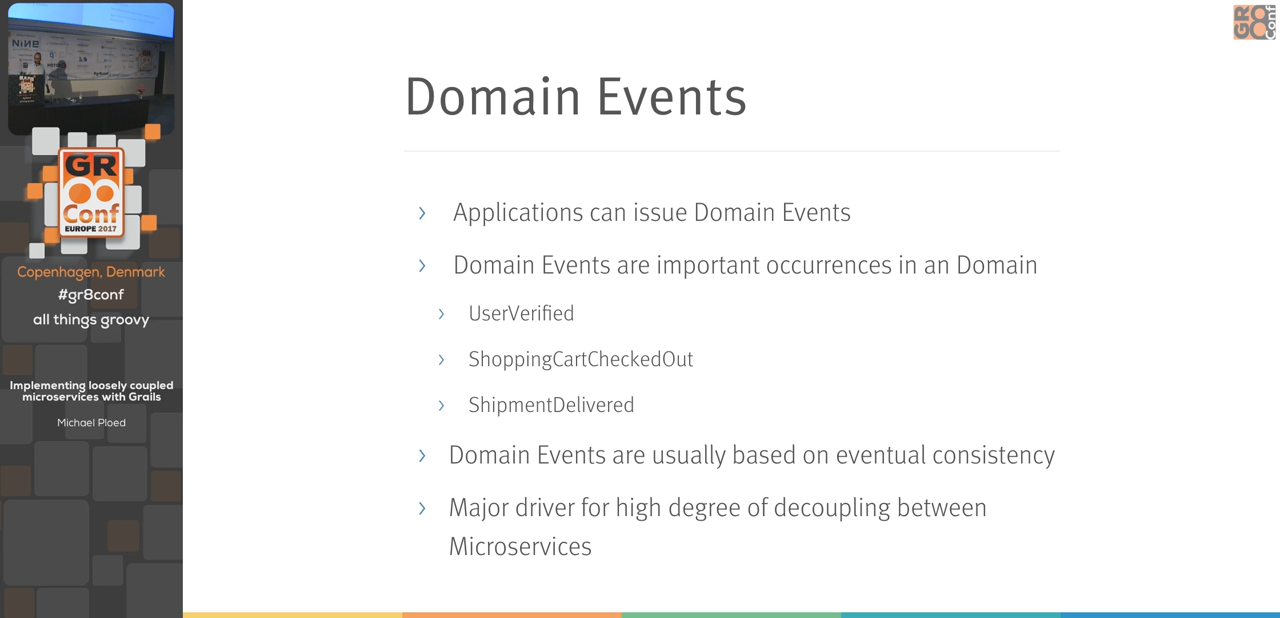 NiNE
GR
Conf
EUROPE 2017
Copenhagen, Denmark
#gr8conf
all things groovy
Implementing loosely coupled
microservices with Grails
Michael Ploed
GR
Conf
Domain Events
› Applications can issue Domain Events
› Domain Events are important occurrences in an Domain
› UserVerified
› ShoppingCartCheckedOut
› ShipmentDelivered
› Domain Events are usually based on eventual consistency
› Major driver for high degree of decoupling between
Microservices